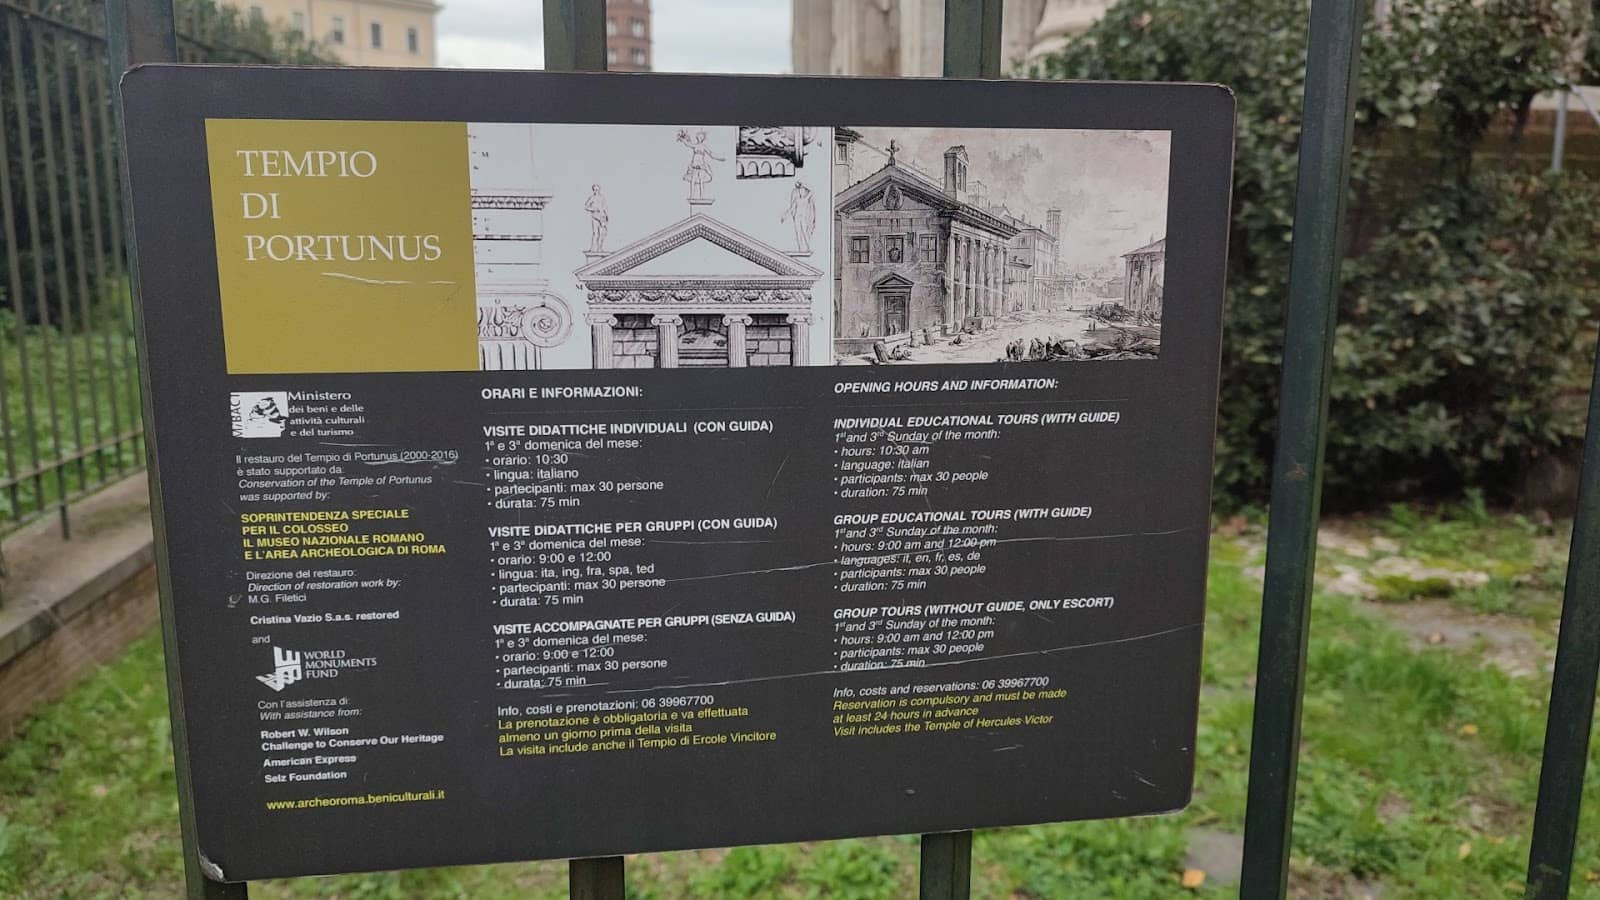 TEMPIO
DI
PORTUNUS
MiBACT
Ministero
dei beni e delle
attività culturali
e del turismo
Il restauro del Tempio di Portunus (2000-2016)
è stato supportato da:
Conservation of the Temple of Portunus
was supported by:
SOPRINTENDENZA SPECIALE
PER IL COLOSSEO
IL MUSEO NAZIONALE ROMANO
E L'AREA ARCHEOLOGICA DI ROMA
Direzione del restauro:
Direction of restoration work by:
M.G. Filetici
Cristina Vazio S.a.s. restored
and
WORLD
MONUMENTS
FUND
Con l'assistenza di:
With assistance from:
Robert W. Wilson
Challenge to Conserve Our Heritage
American Express
Selz Foundation
www.archeoroma.beniculturali.it
ORARI E INFORMAZIONI:
VISITE DIDATTICHE INDIVIDUALI (CON GUIDA)
1ª e 3ª domenica del mese:
• orario: 10:30
• lingua: italiano
• partecipanti: max 30 persone
• durata: 75 min
VISITE DIDATTICHE PER GRUPPI (CON GUIDA)
1ª e 3ª domenica del mese:
• orario: 9:00 e 12:00
• lingua: ita, ing, fra, spa, ted
• partecipanti: max 30 persone
• durata: 75 min
VISITE ACCOMPAGNATE PER GRUPPI (SENZA GUIDA)
1ª e 3ª domenica del mese:
• orario: 9:00 e 12:00
• partecipanti: max 30 persone
• durata: 75 min
Info, costi e prenotazioni: 06 39967700
La prenotazione è obbligatoria e va effettuata
almeno un giorno prima della visita
La visita include anche il Tempio di Ercole Vincitore
OPENING HOURS AND INFORMATION:
INDIVIDUAL EDUCATIONAL TOURS (WITH GUIDE)
1st and 3rd Sunday of the month:
• hours: 10:30 am
• language: italian
• participants: max 30 people
• duration: 75 min
GROUP EDUCATIONAL TOURS (WITH GUIDE)
1st and 3rd Sunday of the month:
• hours: 9:00 am and 12:00 pm
• languages: it, en, fr, es, de
• participants: max 30 people
• duration: 75 min
GROUP TOURS (WITHOUT GUIDE, ONLY ESCORT)
1st and 3rd Sunday of the month:
• hours: 9:00 am and 12:00 pm
• participants: max 30 people
• duration: 75 min
Info, costs and reservations: 06 39967700
Reservation is compulsory and must be made
at least 24 hours in advance
Visit includes the Temple of Hercules Victor